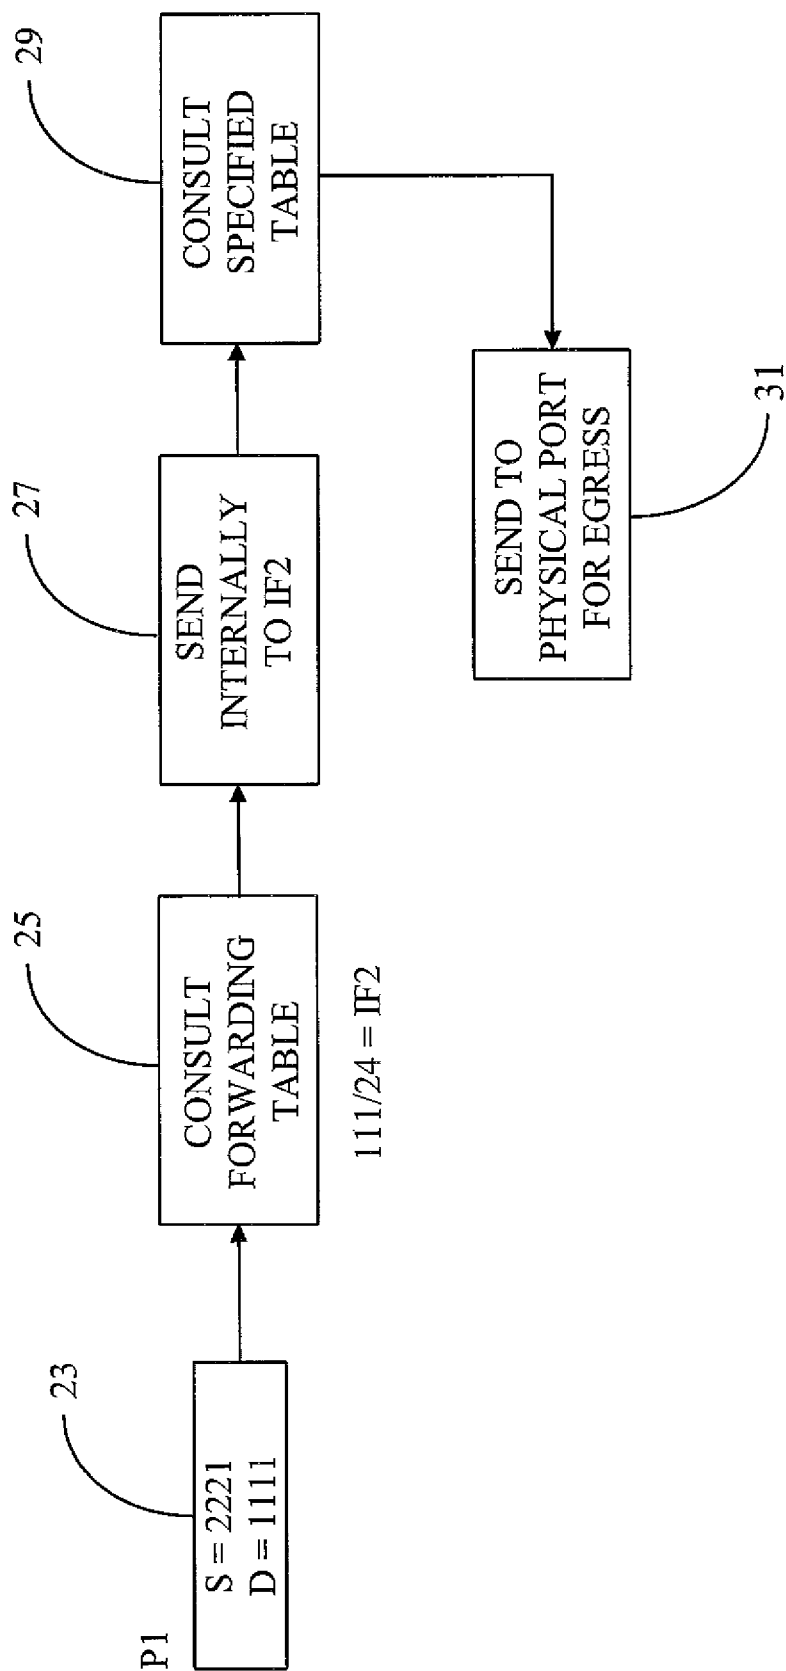 P1
23
S = 2221
D = 1111
25
CONSULT
FORWARDING
TABLE
111/24 = IF2
27
SEND
INTERNALLY
TO IF2
29
CONSULT
SPECIFIED
TABLE
SEND TO
PHYSICAL PORT
FOR EGRESS
31